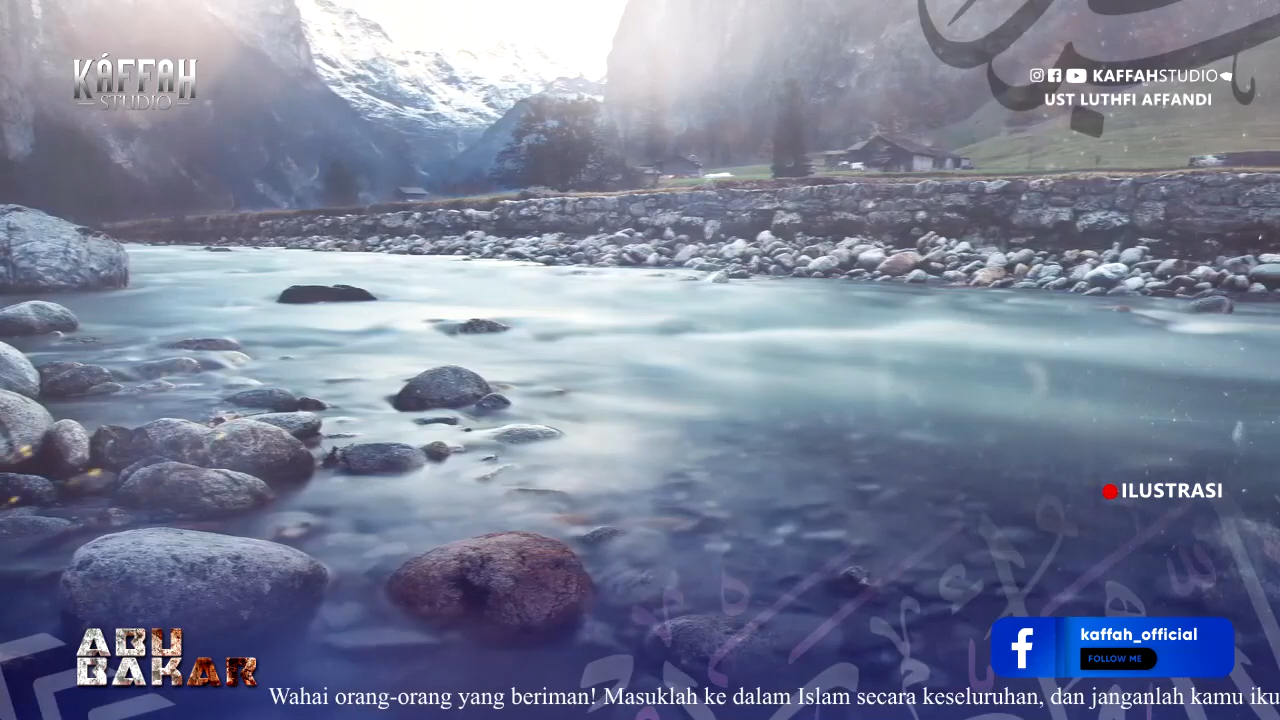 KÁFFAH
STUDIO
KAFFAHSTUDIO
UST LUTHFI AFFANDI
ILUSTRASI
ABU
BAKAR
kaffah_official
FOLLOW ME
Wahai orang-orang yang beriman! Masuklah ke dalam Islam secara keseluruhan, dan janganlah kamu iku